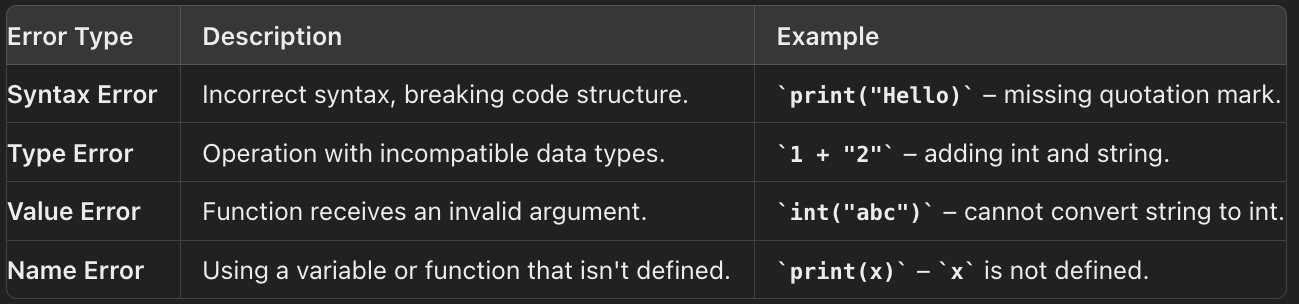 Error Type Description Example
Syntax Error Incorrect syntax, breaking code structure. `print("Hello)` – missing quotation mark.
Type Error Operation with incompatible data types. `1 + "2"` – adding int and string.
Value Error Function receives an invalid argument. `int("abc")` – cannot convert string to int.
Name Error Using a variable or function that isn't defined. `print(x)` – `x` is not defined.